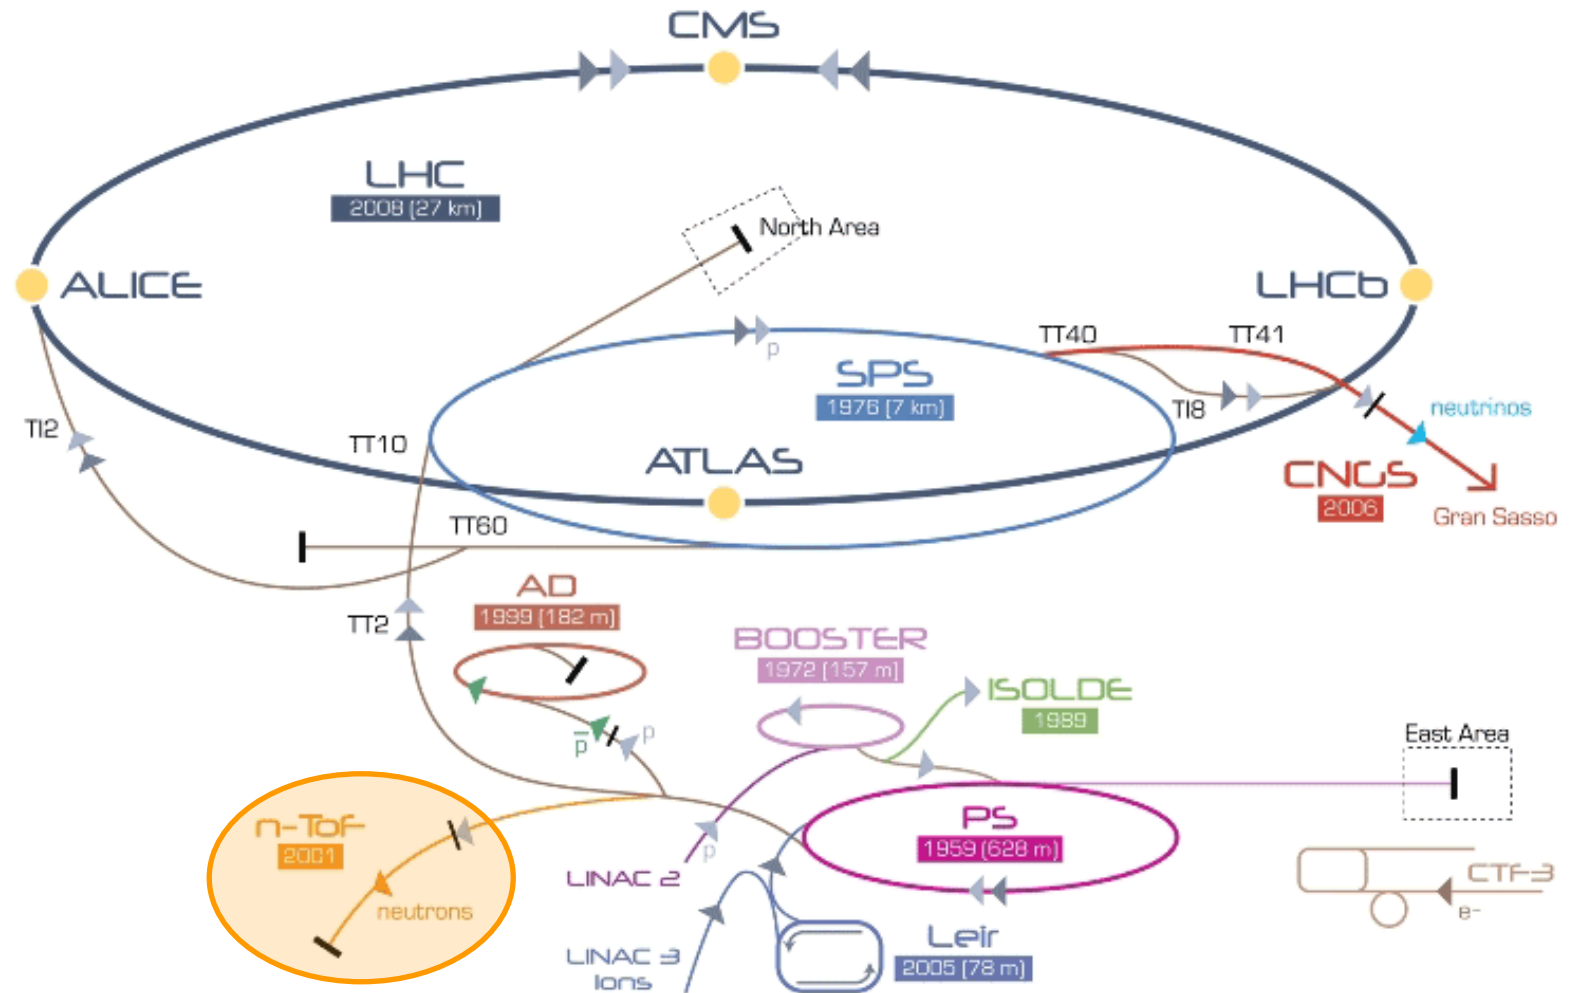 CMS
LHC
2008 (27 km)
North Area
ALICE
LHCb
TT40
TT41
p
SPS
1976 (7 km)
TI8
neutrinos
TI2
TT10
ATLAS
CNGS
2006
Gran Sasso
TT60
AD
1999 (182 m)
TT2
BOOSTER
1972 (157 m)
ISOLDE
1989
p̅
p
East Area
n-ToF
2001
PS
1959 (628 m)
p
LINAC 2
neutrons
CTF-3
e-
LINAC 3
Ions
Leir
2005 (78 m)